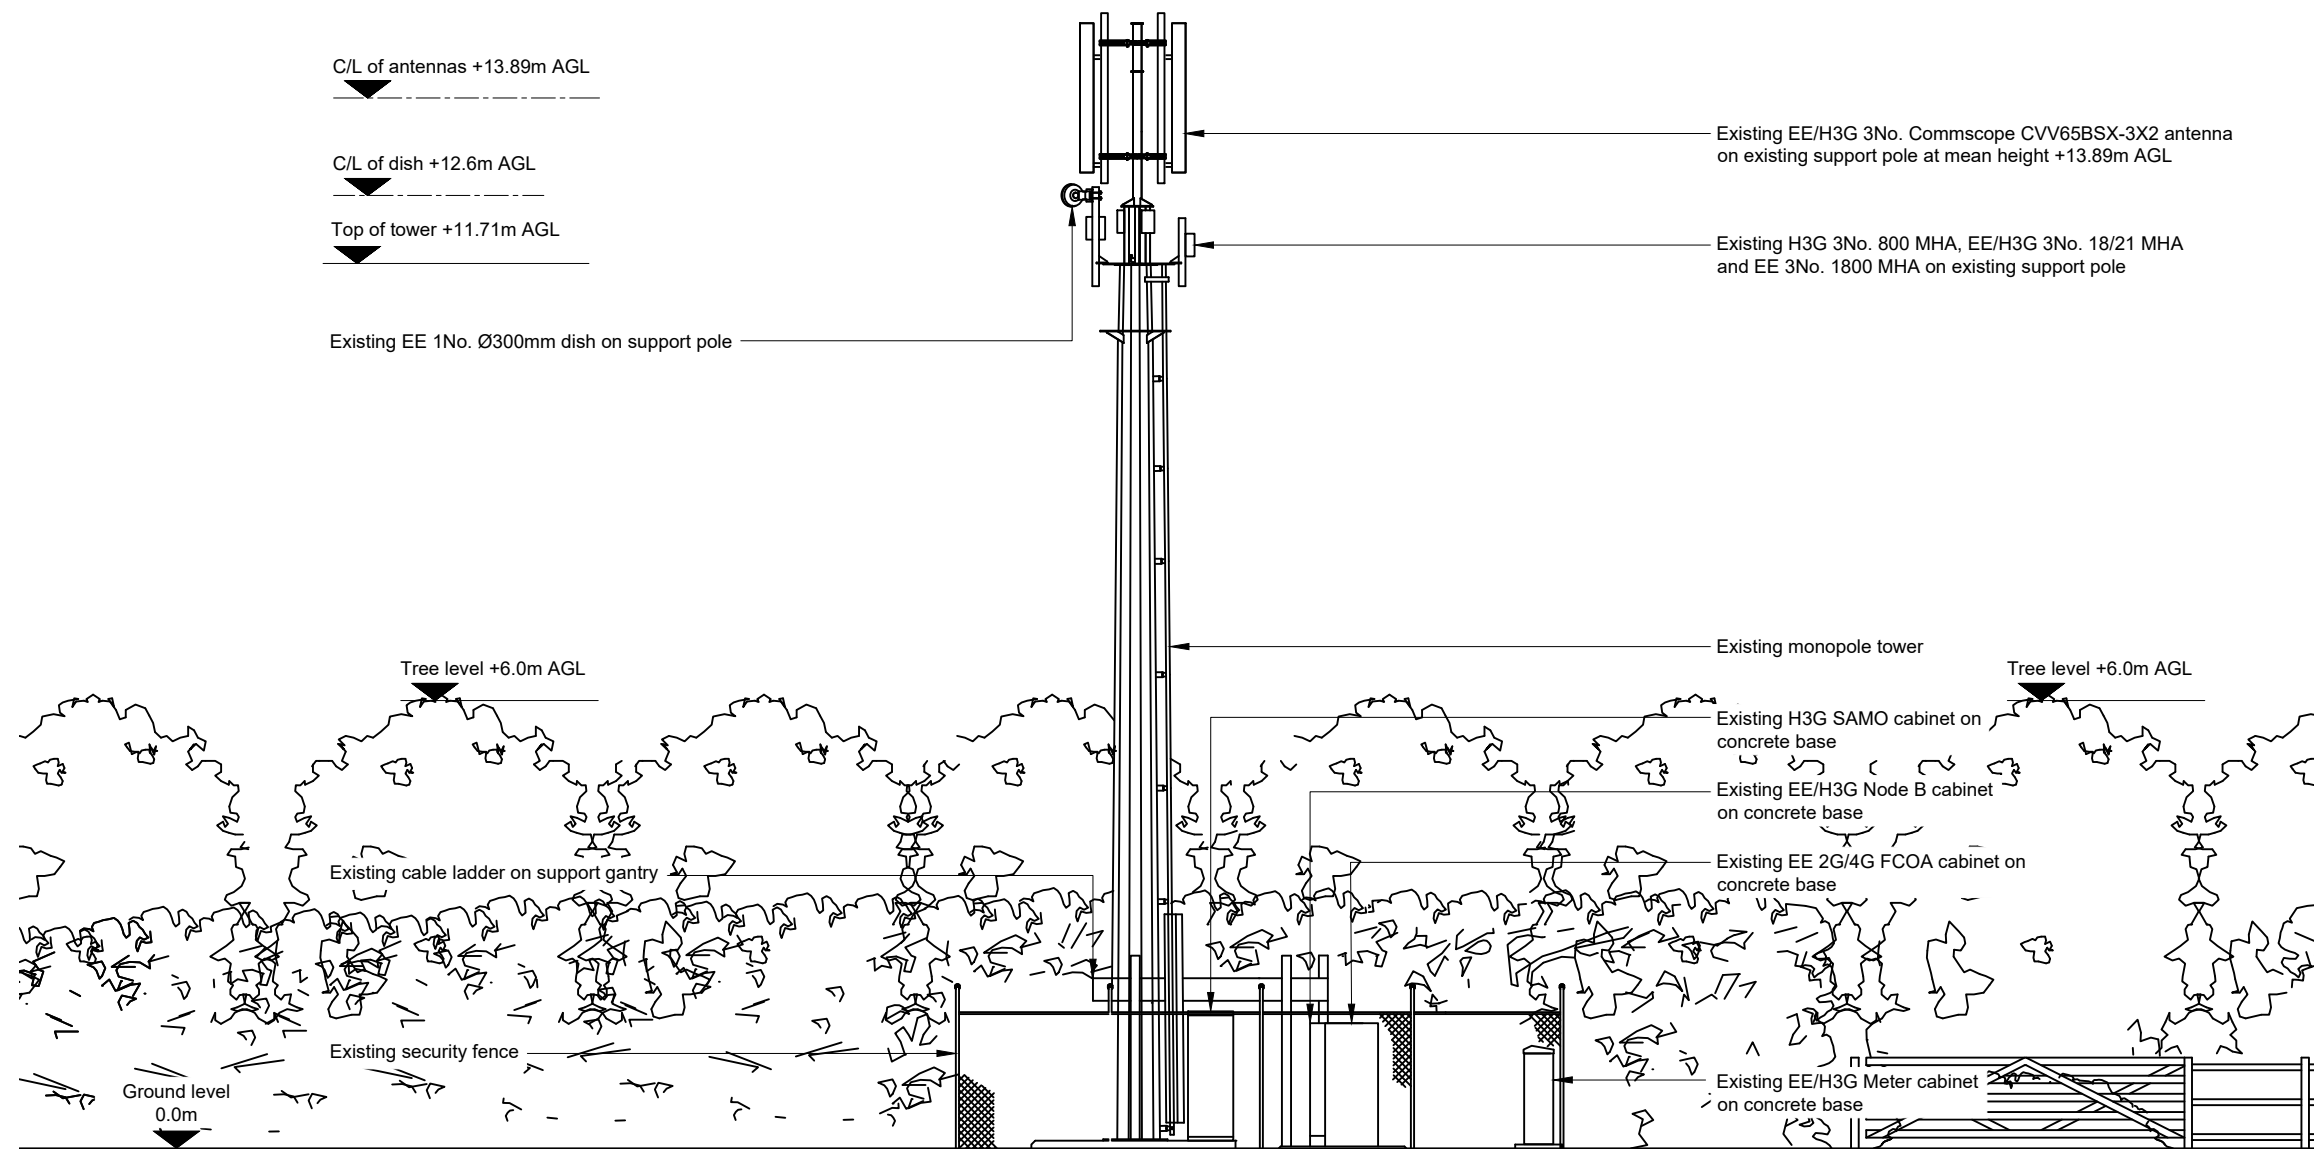 C/L of antennas +13.89m AGL
C/L of dish +12.6m AGL
Top of tower +11.71m AGL
Existing EE 1No. Ø300mm dish on support pole
Existing EE/H3G 3No. Commscope CVV65BSX-3X2 antenna
on existing support pole at mean height +13.89m AGL
Existing H3G 3No. 800 MHA, EE/H3G 3No. 18/21 MHA
and EE 3No. 1800 MHA on existing support pole
Existing monopole tower
Tree level +6.0m AGL
Tree level +6.0m AGL
Existing H3G SAMO cabinet on
concrete base
Existing EE/H3G Node B cabinet
on concrete base
Existing EE 2G/4G FCOA cabinet on
concrete base
Existing cable ladder on support gantry
Existing security fence
Ground level
0.0m
Existing EE/H3G Meter cabinet
on concrete base